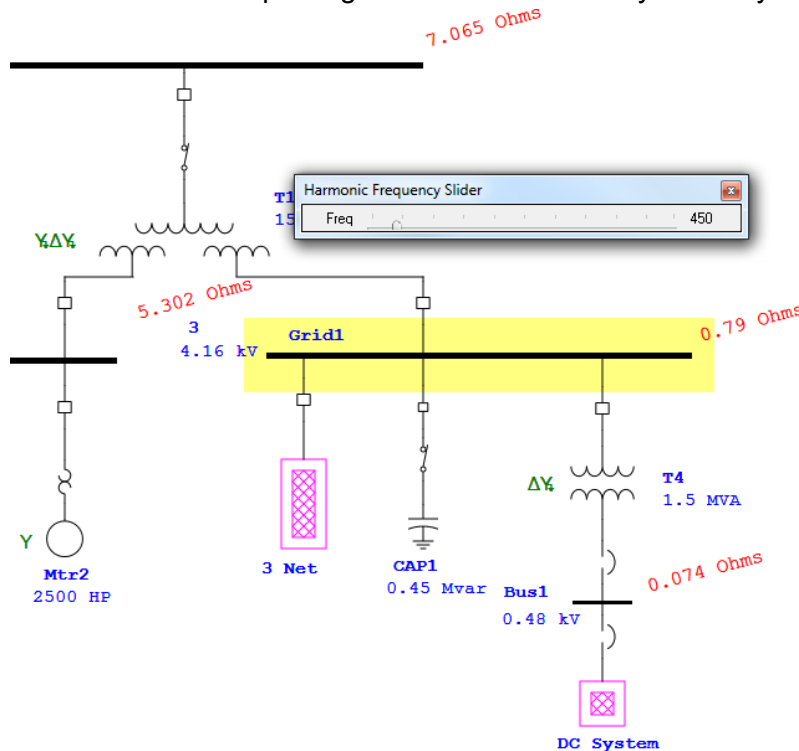 7.065 Ohms
Harmonic Frequency Slider
Freq 450
T1
15
YΔY
5.302 Ohms
3
4.16 kV
Grid1
0.79 Ohms
ΔY
T4
1.5 MVA
Y
Mtr2
2500 HP
3 Net
CAP1
0.45 Mvar
Bus1
0.48 kV
0.074 Ohms
DC System